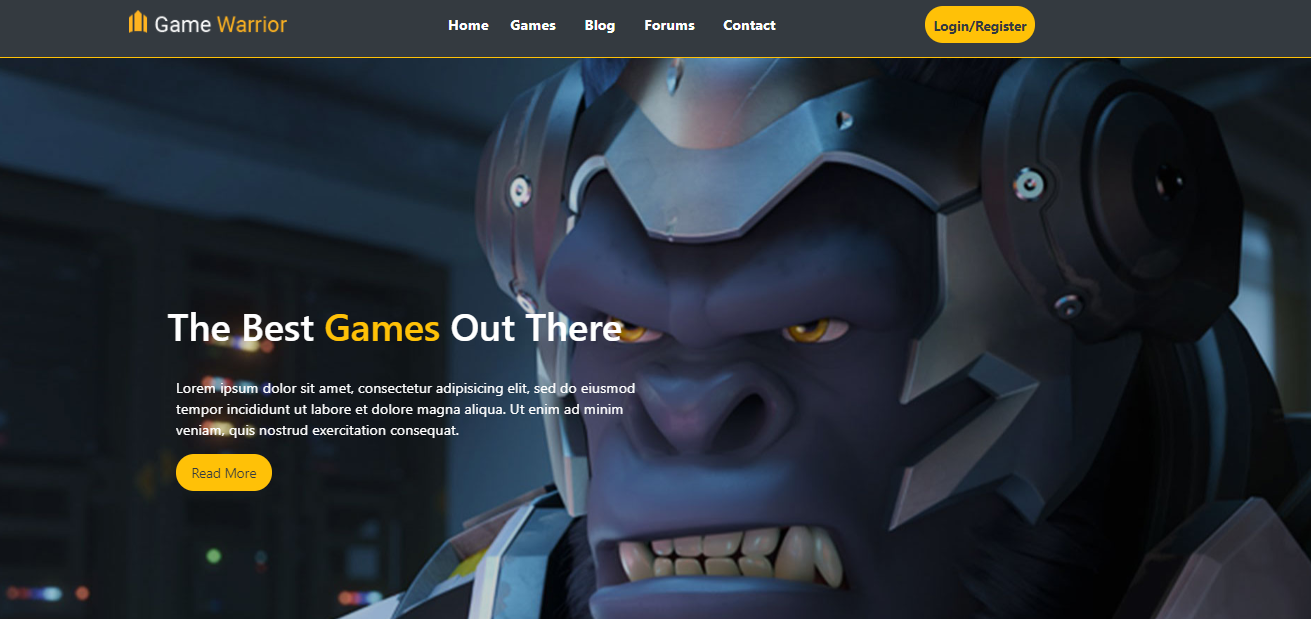 Game Warrior
Home Games Blog Forums Contact
Login/Register
The Best Games Out There
Lorem ipsum dolor sit amet, consectetur adipisicing elit, sed do eiusmod
tempor incididunt ut labore et dolore magna aliqua. Ut enim ad minim
veniam, quis nostrud exercitation consequat.
Read More